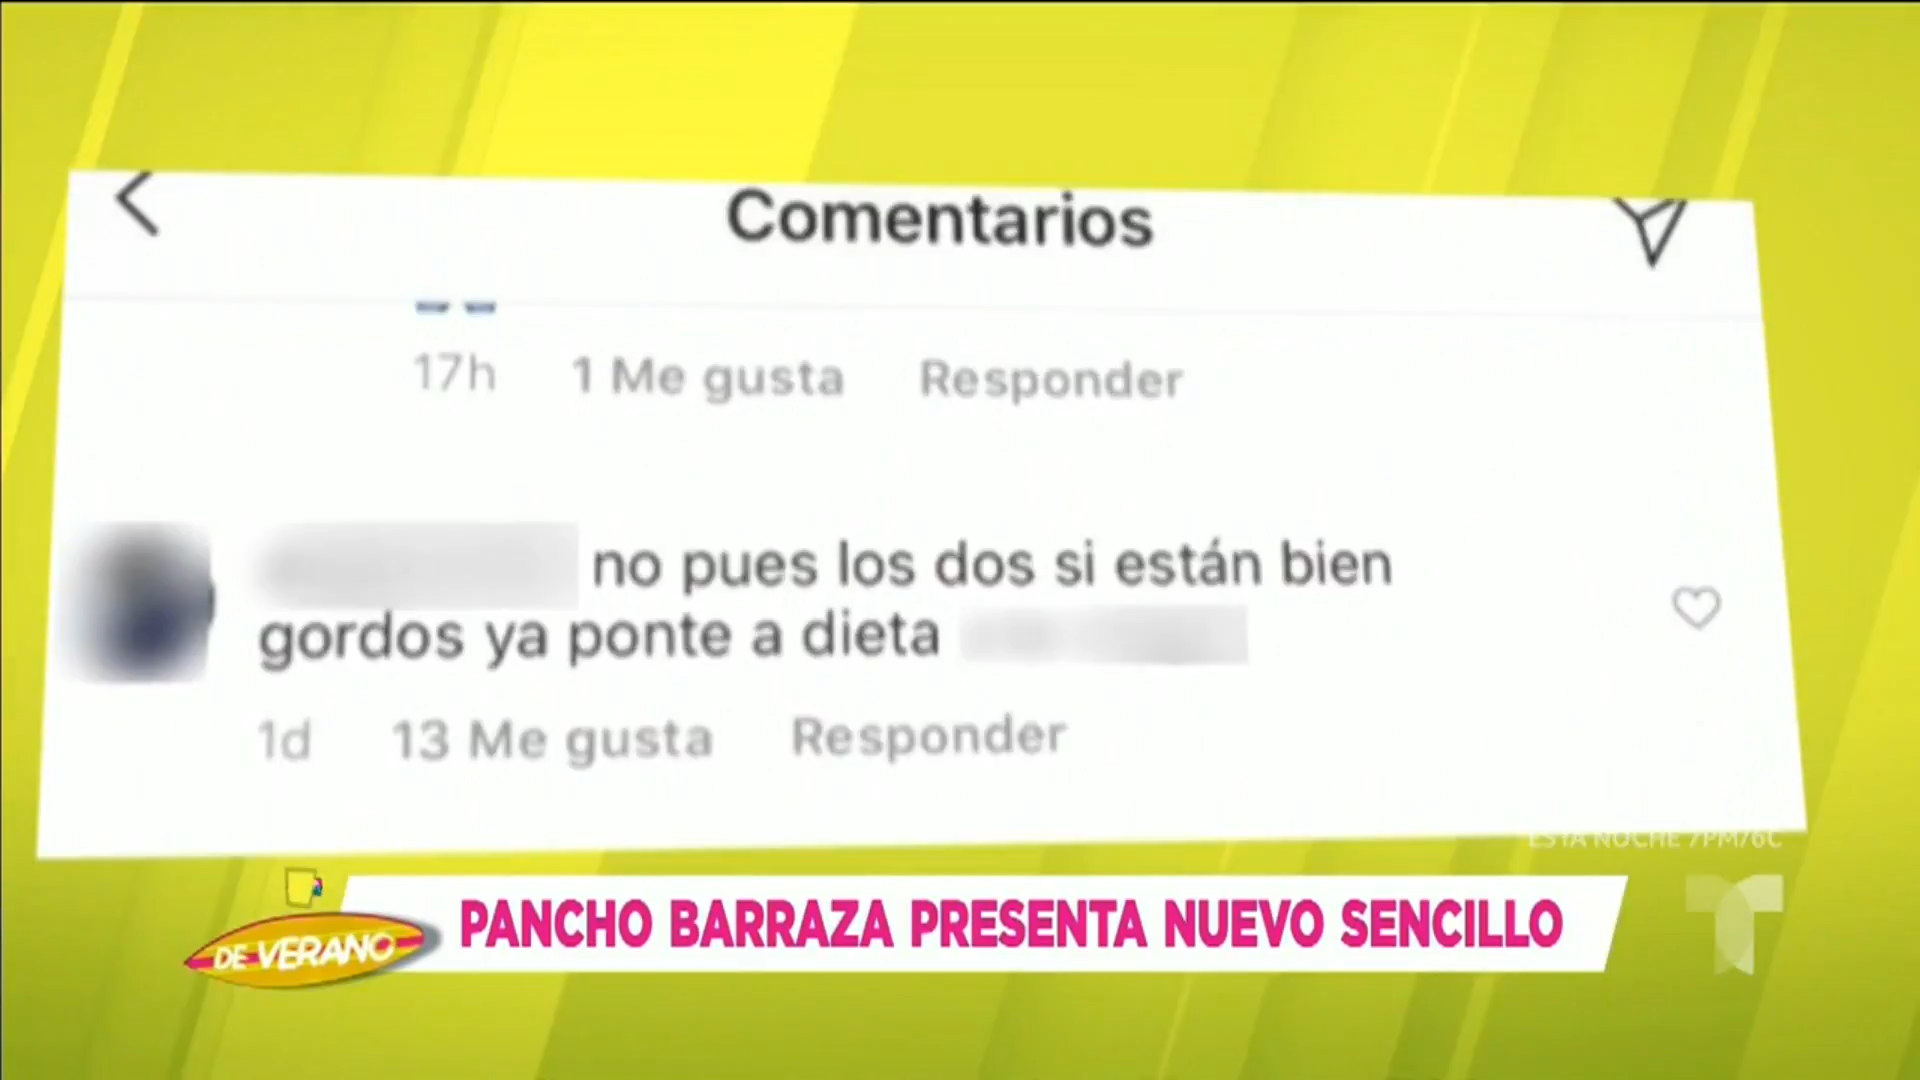 Comentarios
17h 1 Me gusta Responder
no pues los dos si están bien
gordos ya ponte a dieta
1d 13 Me gusta Responder
ESTA NOCHE 7PM/6C
DE VERANO
PANCHO BARRAZA PRESENTA NUEVO SENCILLO